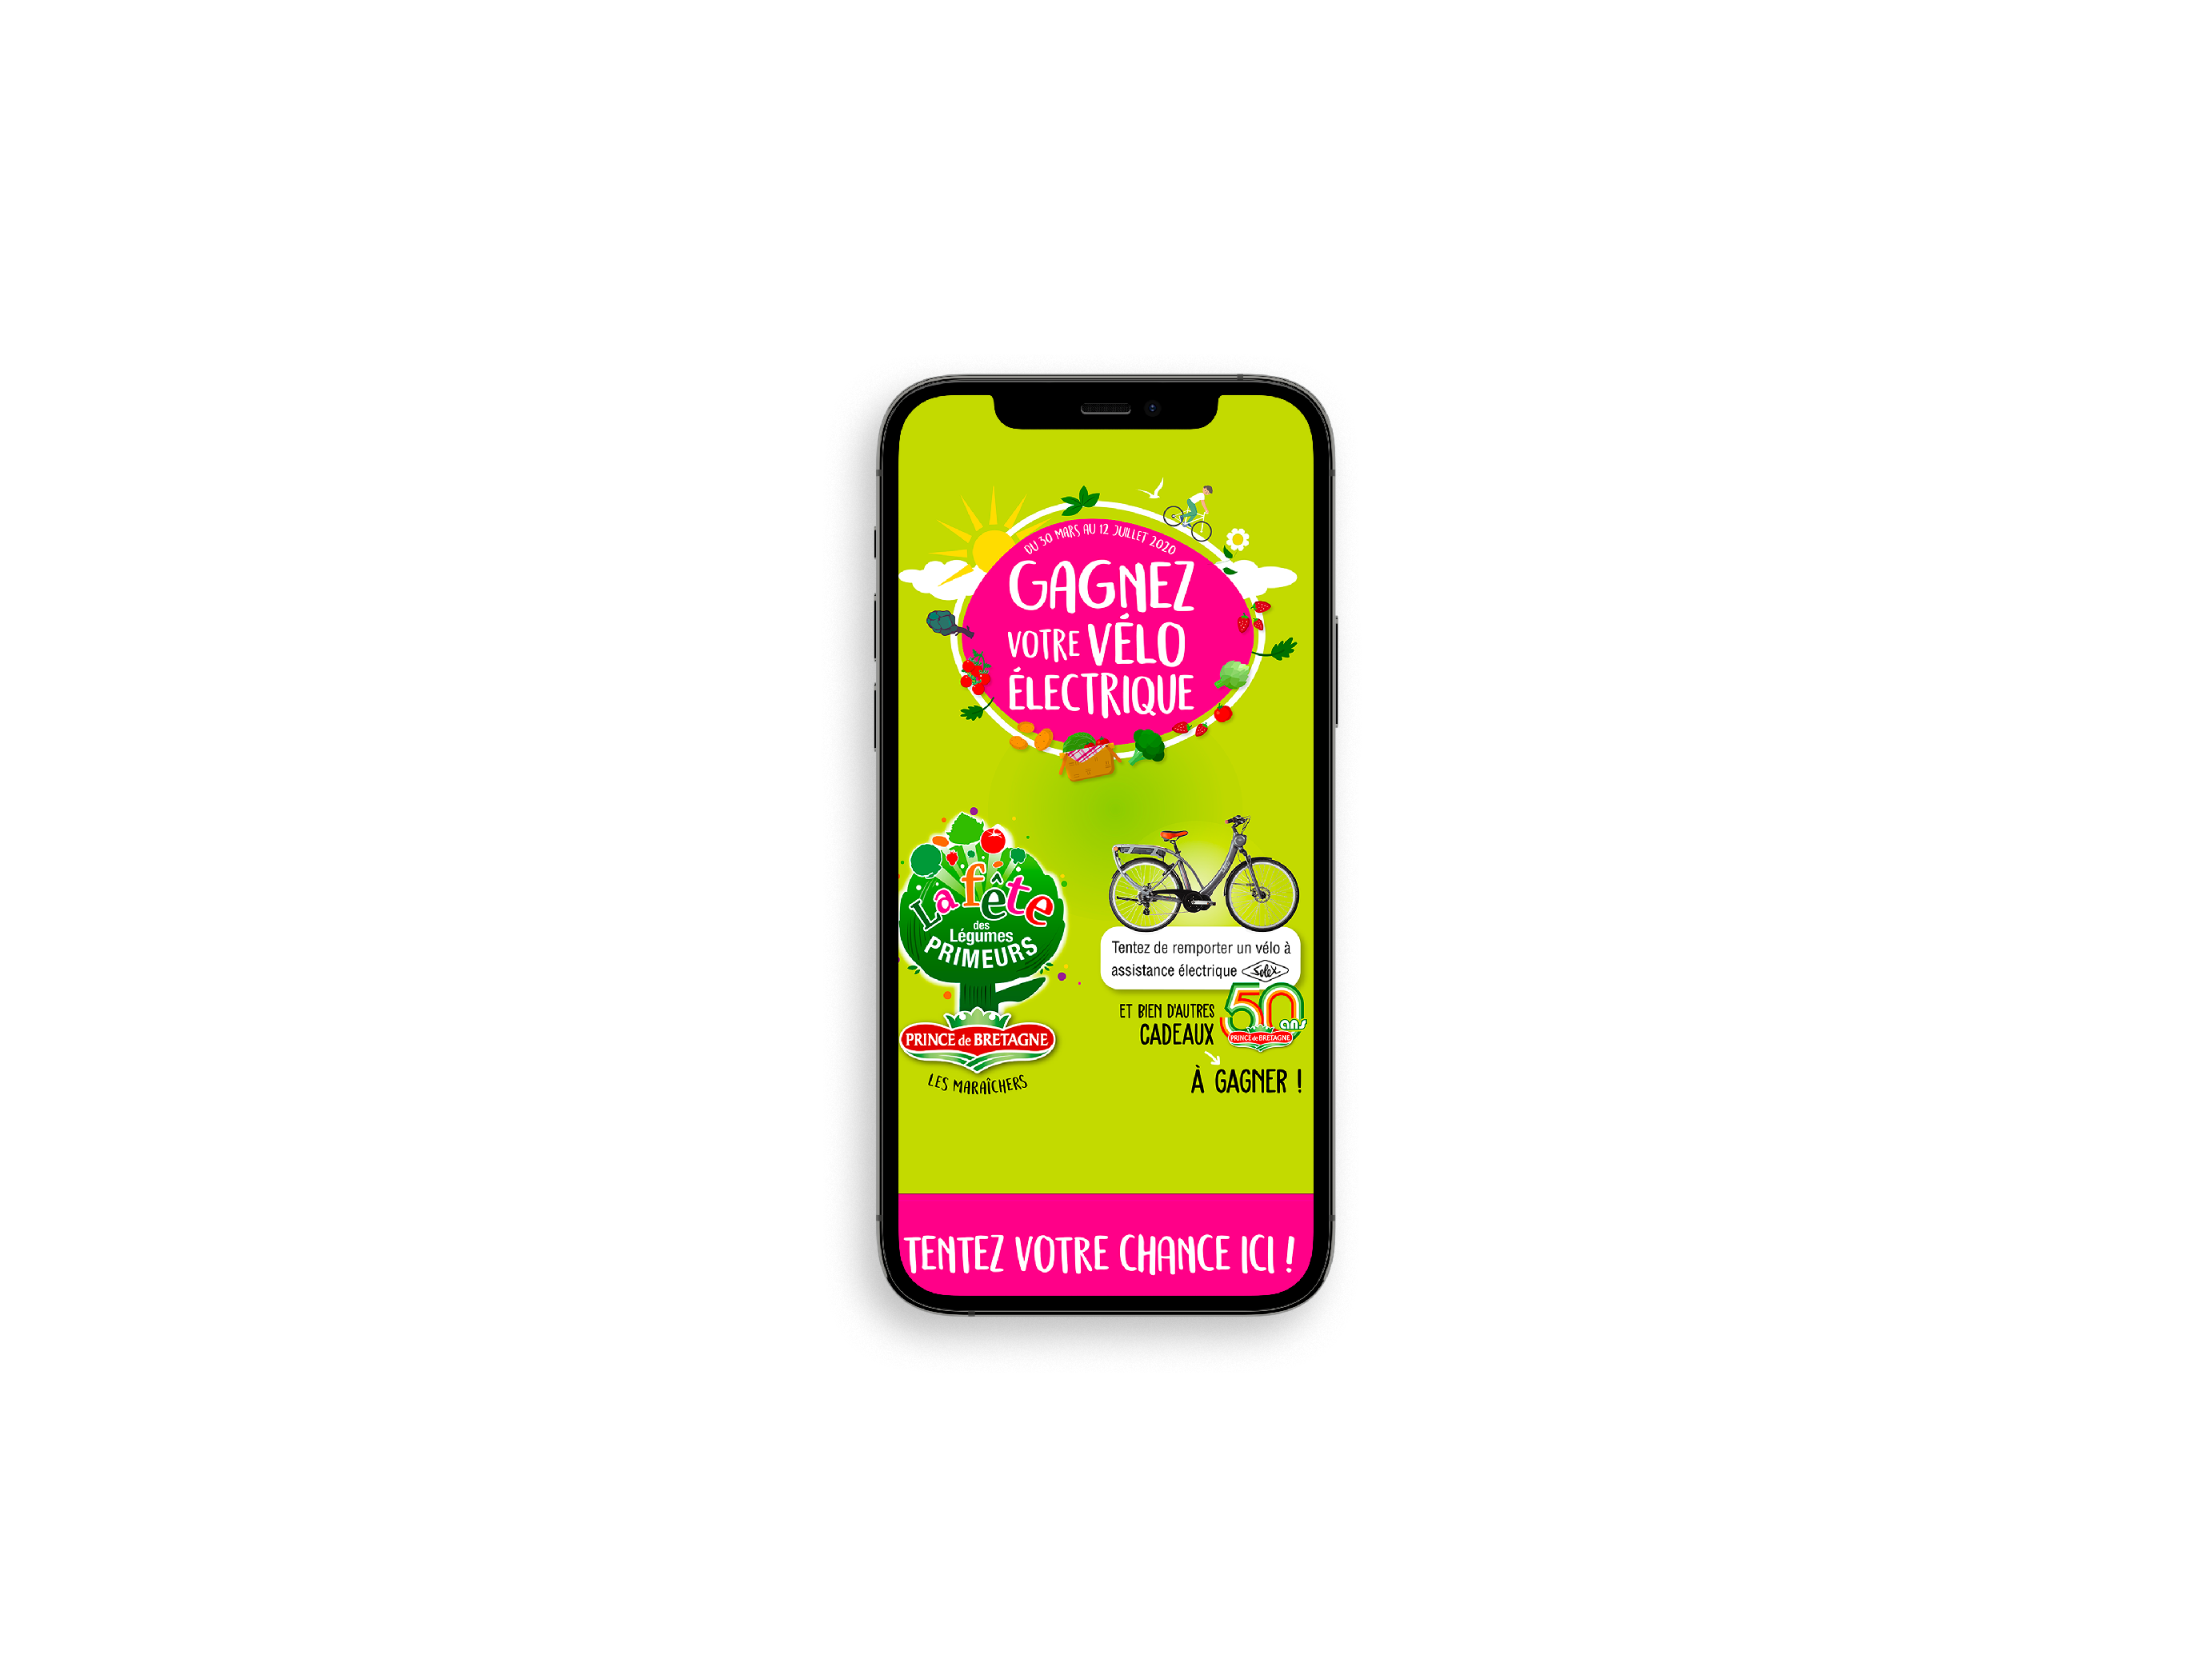 DU 30 MARS AU 12 JUILLET 2020
GAGNEZ
VOTRE VÉLO
ÉLECTRIQUE
La fête
des
Légumes
PRIMEURS
PRINCE de BRETAGNE
LES MARAÎCHERS
Tentez de remporter un vélo à
assistance électrique Solex
ET BIEN D'AUTRES
CADEAUX
50
ans
PRINCE de BRETAGNE
À GAGNER !
TENTEZ VOTRE CHANCE ICI !